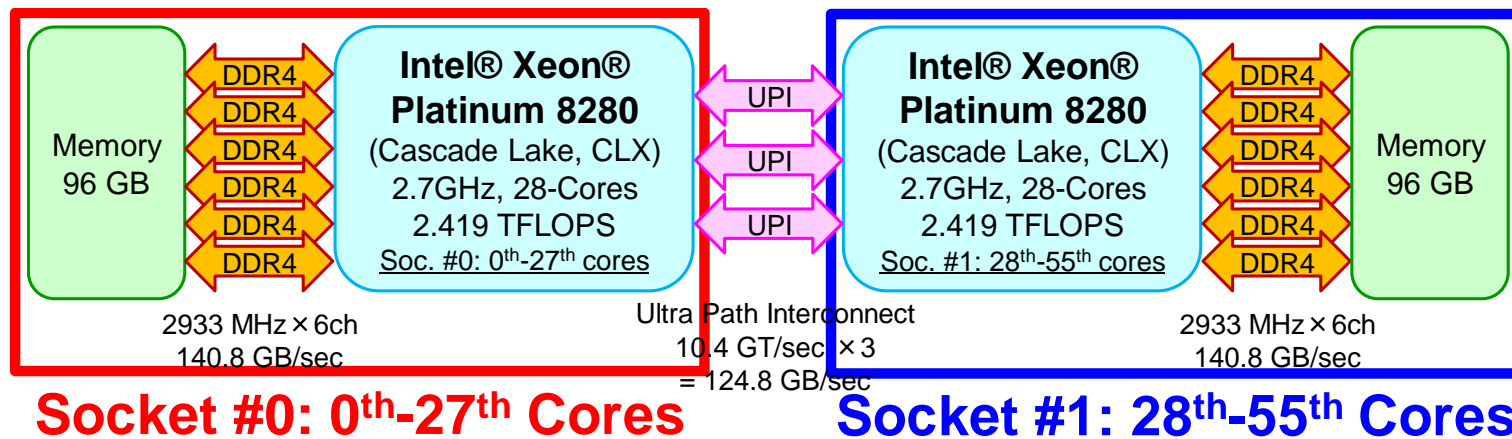 Memory
96 GB
DDR4
DDR4
DDR4
DDR4
DDR4
DDR4
Intel® Xeon®
Platinum 8280
(Cascade Lake, CLX)
2.7GHz, 28-Cores
2.419 TFLOPS
Soc. #0: 0th-27th cores
2933 MHz×6ch
140.8 GB/sec
UPI
UPI
UPI
Ultra Path Interconnect
10.4 GT/sec ×3
= 124.8 GB/sec
Intel® Xeon®
Platinum 8280
(Cascade Lake, CLX)
2.7GHz, 28-Cores
2.419 TFLOPS
Soc. #1: 28th-55th cores
DDR4
DDR4
DDR4
DDR4
DDR4
DDR4
Memory
96 GB
2933 MHz×6ch
140.8 GB/sec
Socket #0: 0th-27th Cores
Socket #1: 28th-55th Cores